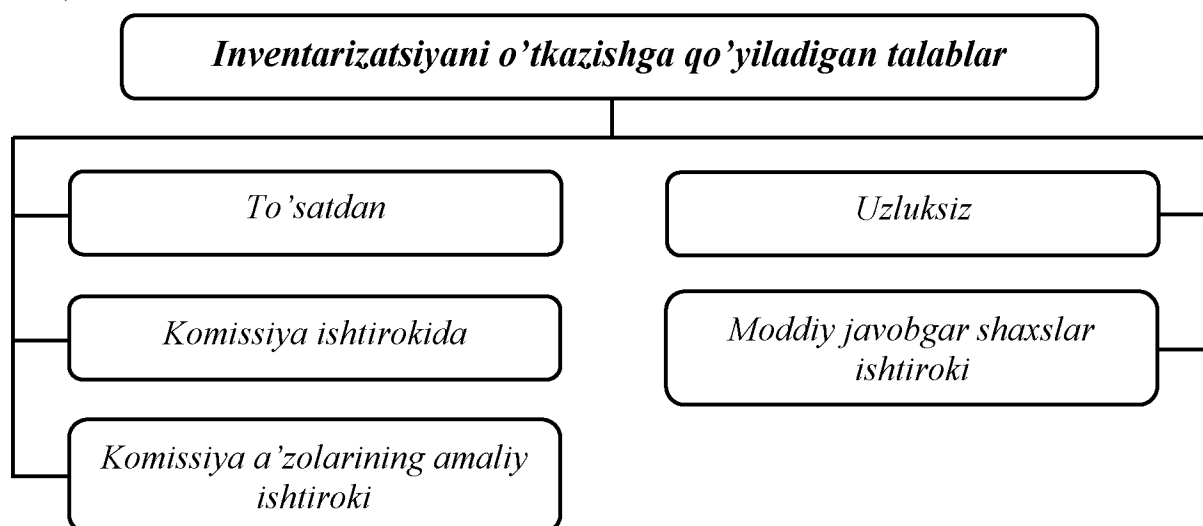 Inventarizatsiyani o’tkazishga qo’yiladigan talablar
To’satdan
Uzluksiz
Komissiya ishtirokida
Moddiy javobgar shaxslar
ishtiroki
Komissiya a’zolarining amaliy
ishtiroki